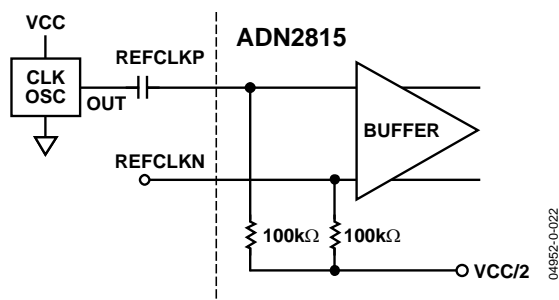 VCC
ADN2815
REFCLKP
CLK
OSC
OUT
BUFFER
REFCLKN
100kΩ
100kΩ
VCC/2
04952-0-022